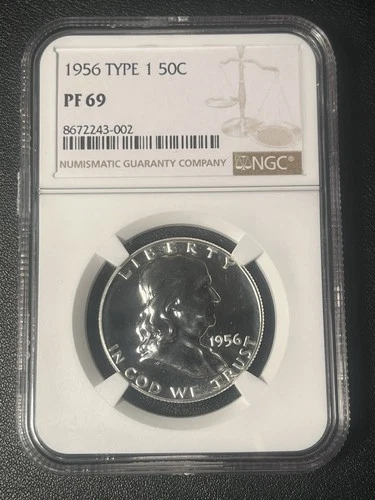 1956 TYPE 1 50C
PF 69
8672243-002
NUMISMATIC GUARANTY COMPANY
NGC®
LIBERTY
1956
IN GOD WE TRUST